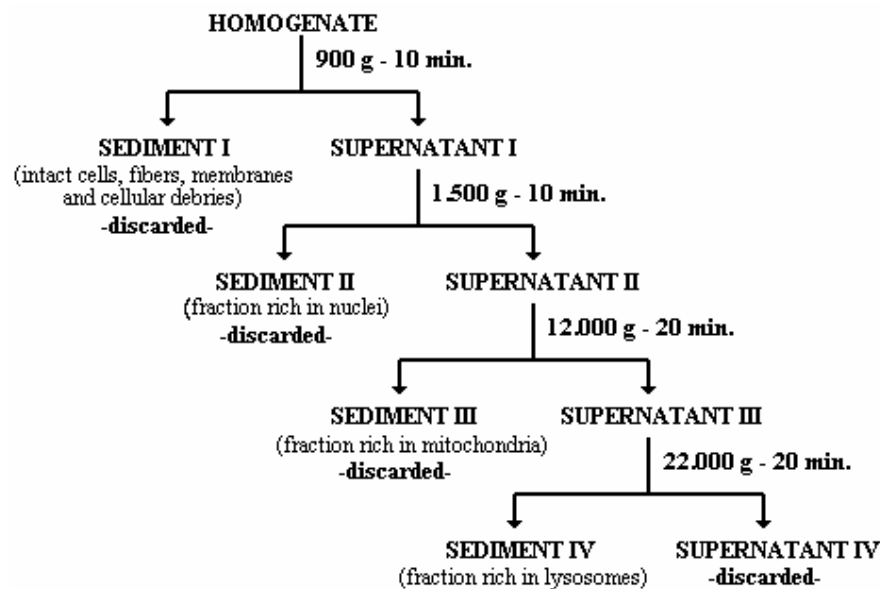 HOMOGENATE
900 g - 10 min.
SEDIMENT I
(intact cells, fibers, membranes
and cellular debries)
-discarded-
SUPERNATANT I
1.500 g - 10 min.
SEDIMENT II
(fraction rich in nuclei)
-discarded-
SUPERNATANT II
12.000 g - 20 min.
SEDIMENT III
(fraction rich in mitochondria)
-discarded-
SUPERNATANT III
22.000 g - 20 min.
SEDIMENT IV
(fraction rich in lysosomes)
SUPERNATANT IV
-discarded-